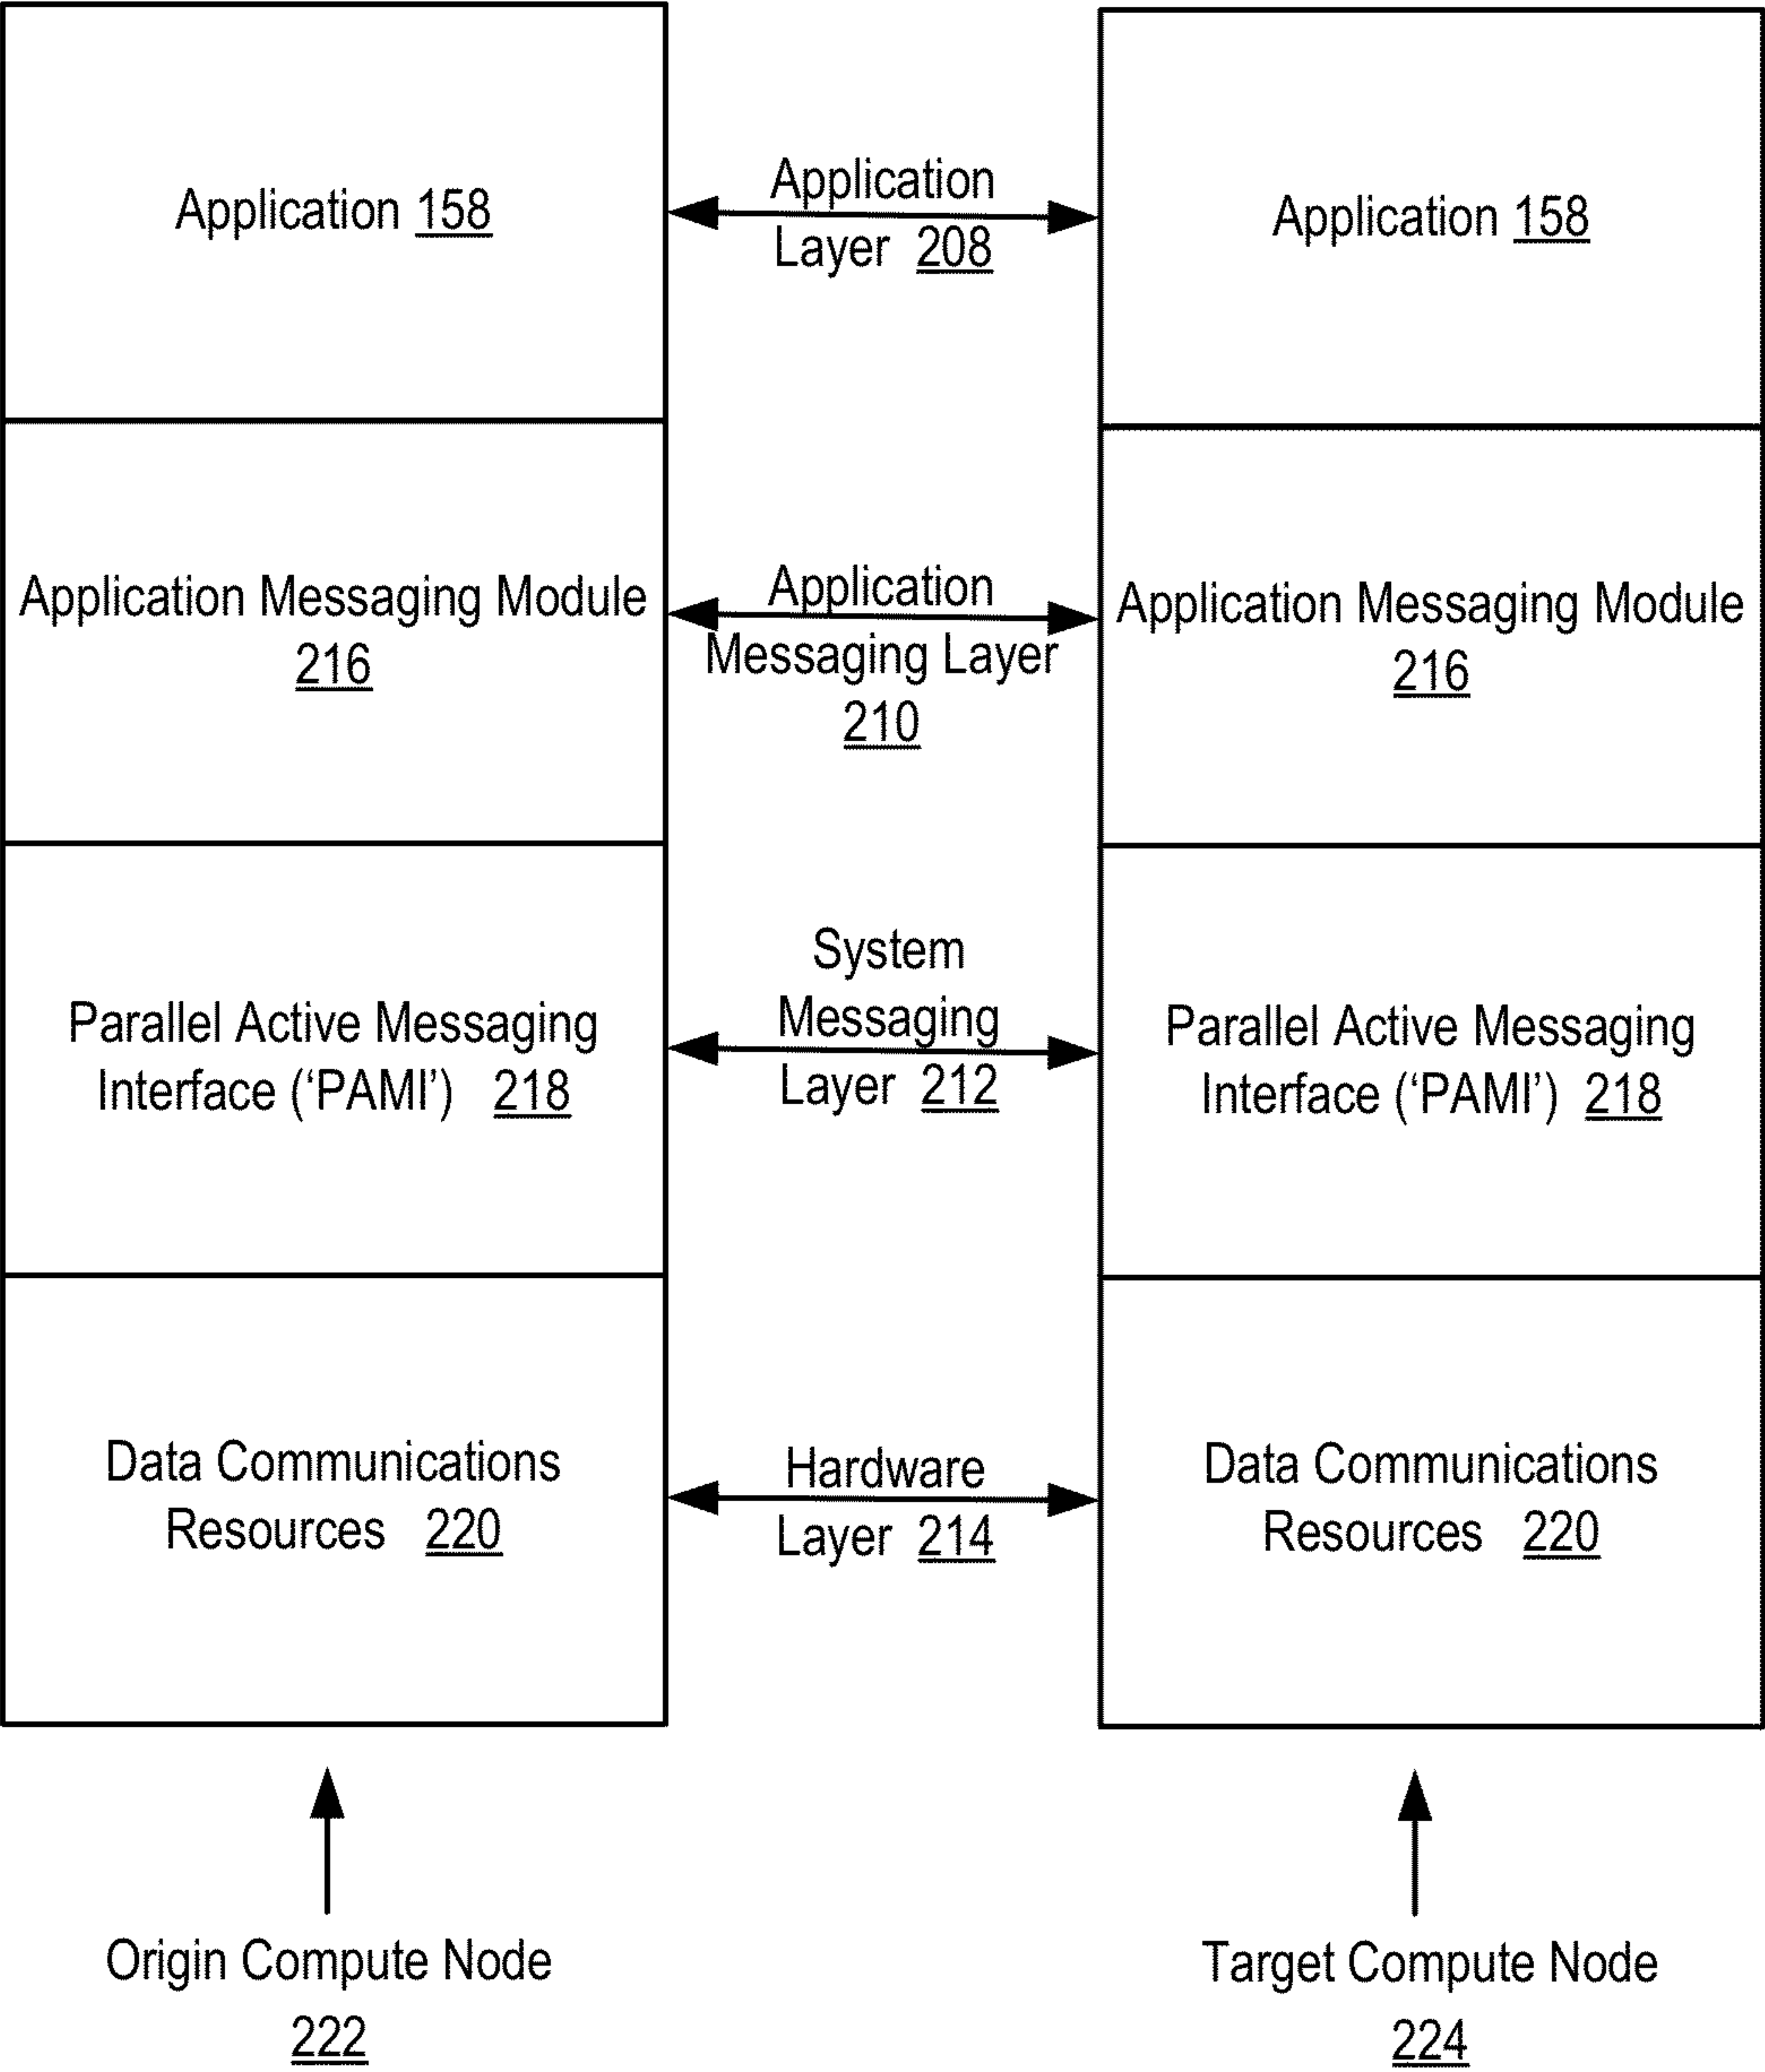 Application 158
Application
Layer 208
Application 158
Application Messaging Module
216
Application
Messaging Layer
210
Application Messaging Module
216
Parallel Active Messaging
Interface (‘PAMI’) 218
System
Messaging
Layer 212
Parallel Active Messaging
Interface (‘PAMI’) 218
Data Communications
Resources 220
Hardware
Layer 214
Data Communications
Resources 220
Origin Compute Node
222
Target Compute Node
224